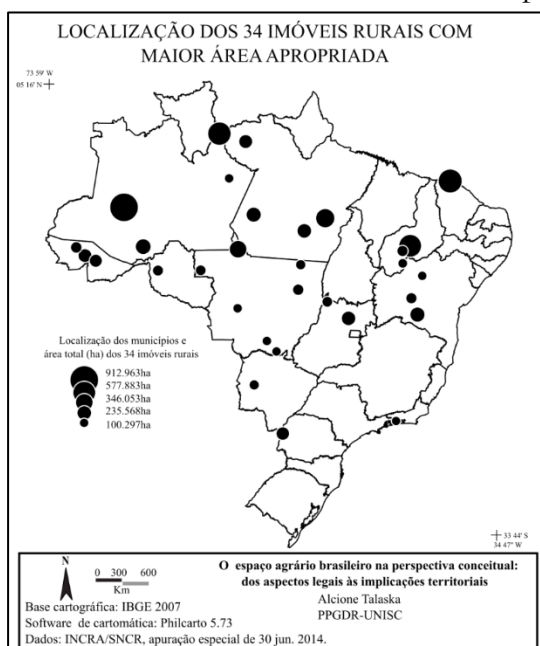 LOCALIZAÇÃO DOS 34 IMÓVEIS RURAIS COM
MAIOR ÁREA APROPRIADA
73 59' W
05 16' N
Localização dos municípios e
área total (ha) dos 34 imóveis rurais
912.963ha
577.883ha
346.053ha
235.568ha
100.297ha
33 44' S
34 47' W
N
0 300 600
Km
Base cartográfica: IBGE 2007
Software de cartomática: Philcarto 5.73
Dados: INCRA/SNCR, apuração especial de 30 jun. 2014.
O espaço agrário brasileiro na perspectiva conceitual:
dos aspectos legais às implicações territoriais
Alcione Talaska
PPGDR-UNISC